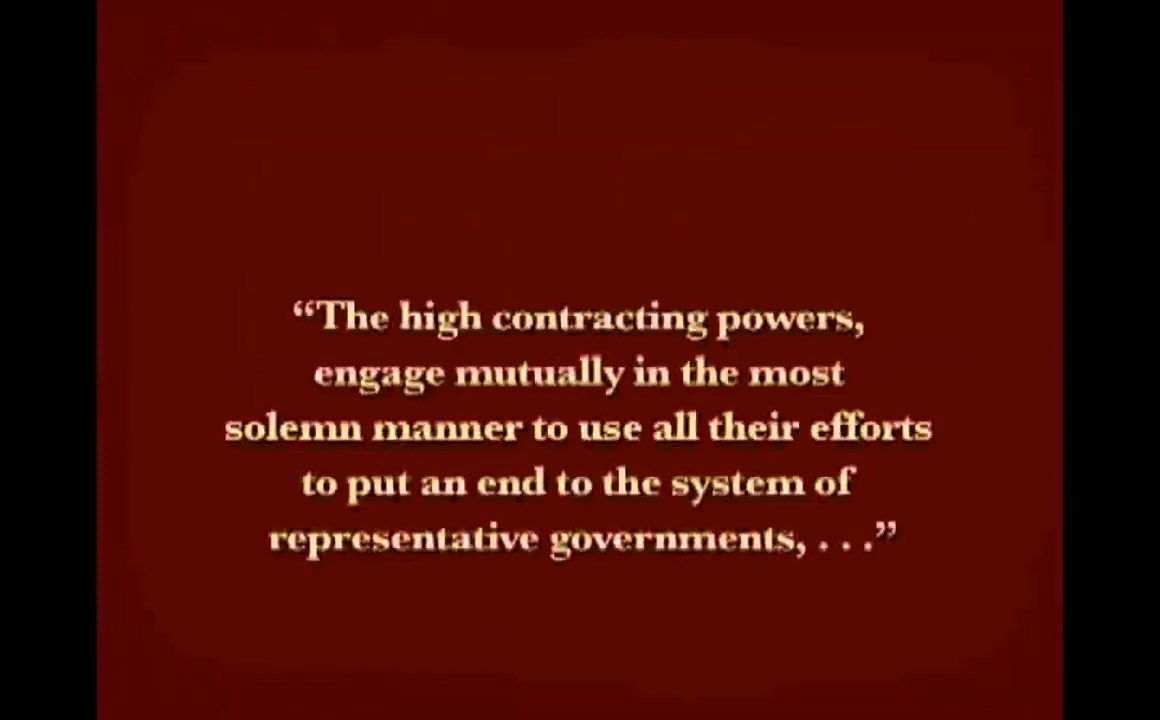 “The high contracting powers,
engage mutually in the most
solemn manner to use all their efforts
to put an end to the system of
representative governments, . . .”